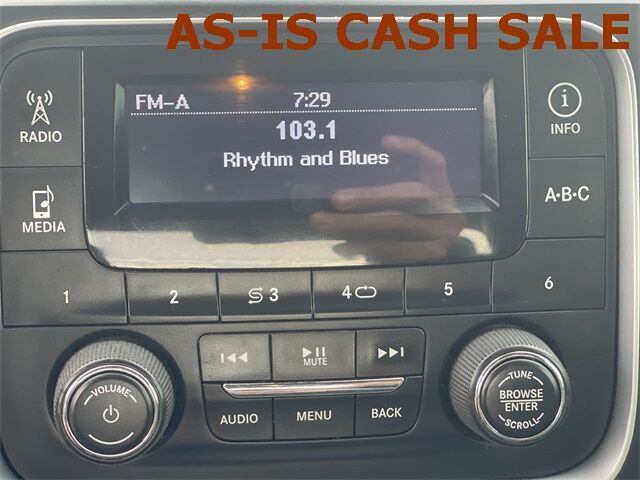 AS-IS CASH SALE
FM-A 7:29
103.1
Rhythm and Blues
RADIO
MEDIA
INFO
A•B•C
1 2 3 4 5 6
MUTE
VOLUME
AUDIO MENU BACK
TUNE
BROWSE
ENTER
SCROLL